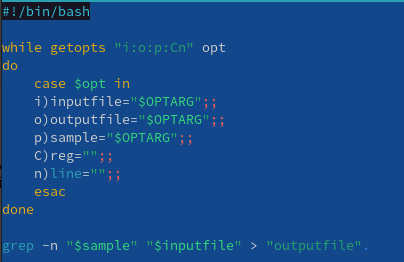 #!/bin/bash
while getopts "i:o:p:Cn" opt
do
case $opt in
i)inputfile="$OPTARG";;
o)outputfile="$OPTARG";;
p)sample="$OPTARG";;
C)reg="";;
n)line="";;
esac
done
grep -n "$sample" "$inputfile" > "outputfile".